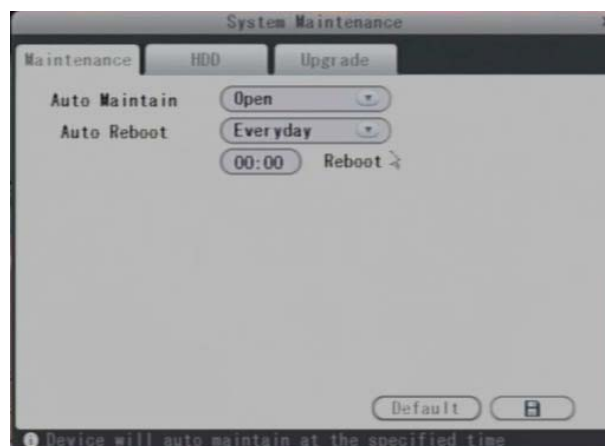 System Maintenance
Maintenance HDD Upgrade
Auto Maintain Open
Auto Reboot Everyday
00:00 Reboot
Default
Device will auto maintain at the specified time